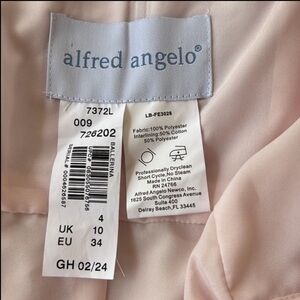 alfred angelo®
7372L
009
726202
BALLERINA
4
UK 10
EU 34
GH 02/24
LB-FE3025
Fabric:100% Polyester
Interlining:50% Cotton
50% Polyester
Professionally Dryclean
Short Cycle,No Steam
Made in China
RN 24766
Alfred Angelo Newco, Inc.
1625 South Congress Avenue
Suite 400
Delray Beach, FL 33445